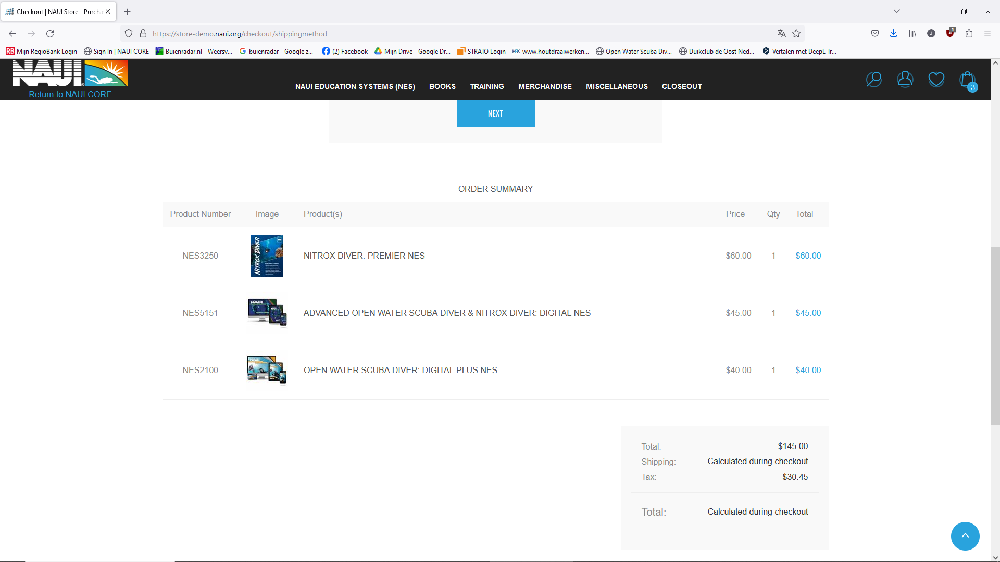 Checkout | NAUI Store - Purcha
https://store-demo.naui.org/checkout/shippingmethod
1
J
RB Mijn RegioBank Login
Sign In | NAUI CORE
Buienradar.nl - Weersv...
buienradar - Google z...
(2) Facebook
Mijn Drive - Google Dr...
STRATO Login
www.houtdraaiwerken...
Open Water Scuba Div...
Duikclub de Oost Ned...
Vertalen met DeepL Tr...
NAUI
Return to NAUI CORE
NAUI EDUCATION SYSTEMS (NES) BOOKS TRAINING MERCHANDISE MISCELLANEOUS CLOSEOUT
3
NEXT
ORDER SUMMARY
Product Number Image Product(s) Price Qty Total
NITROX DIVER
NES3250 NITROX DIVER: PREMIER NES $60.00 1 $60.00
NAUI
NES5151 ADVANCED OPEN WATER SCUBA DIVER & NITROX DIVER: DIGITAL NES $45.00 1 $45.00
NAUI
NES2100 OPEN WATER SCUBA DIVER: DIGITAL PLUS NES $40.00 1 $40.00
Total: $145.00
Shipping: Calculated during checkout
Tax: $30.45
Total: Calculated during checkout